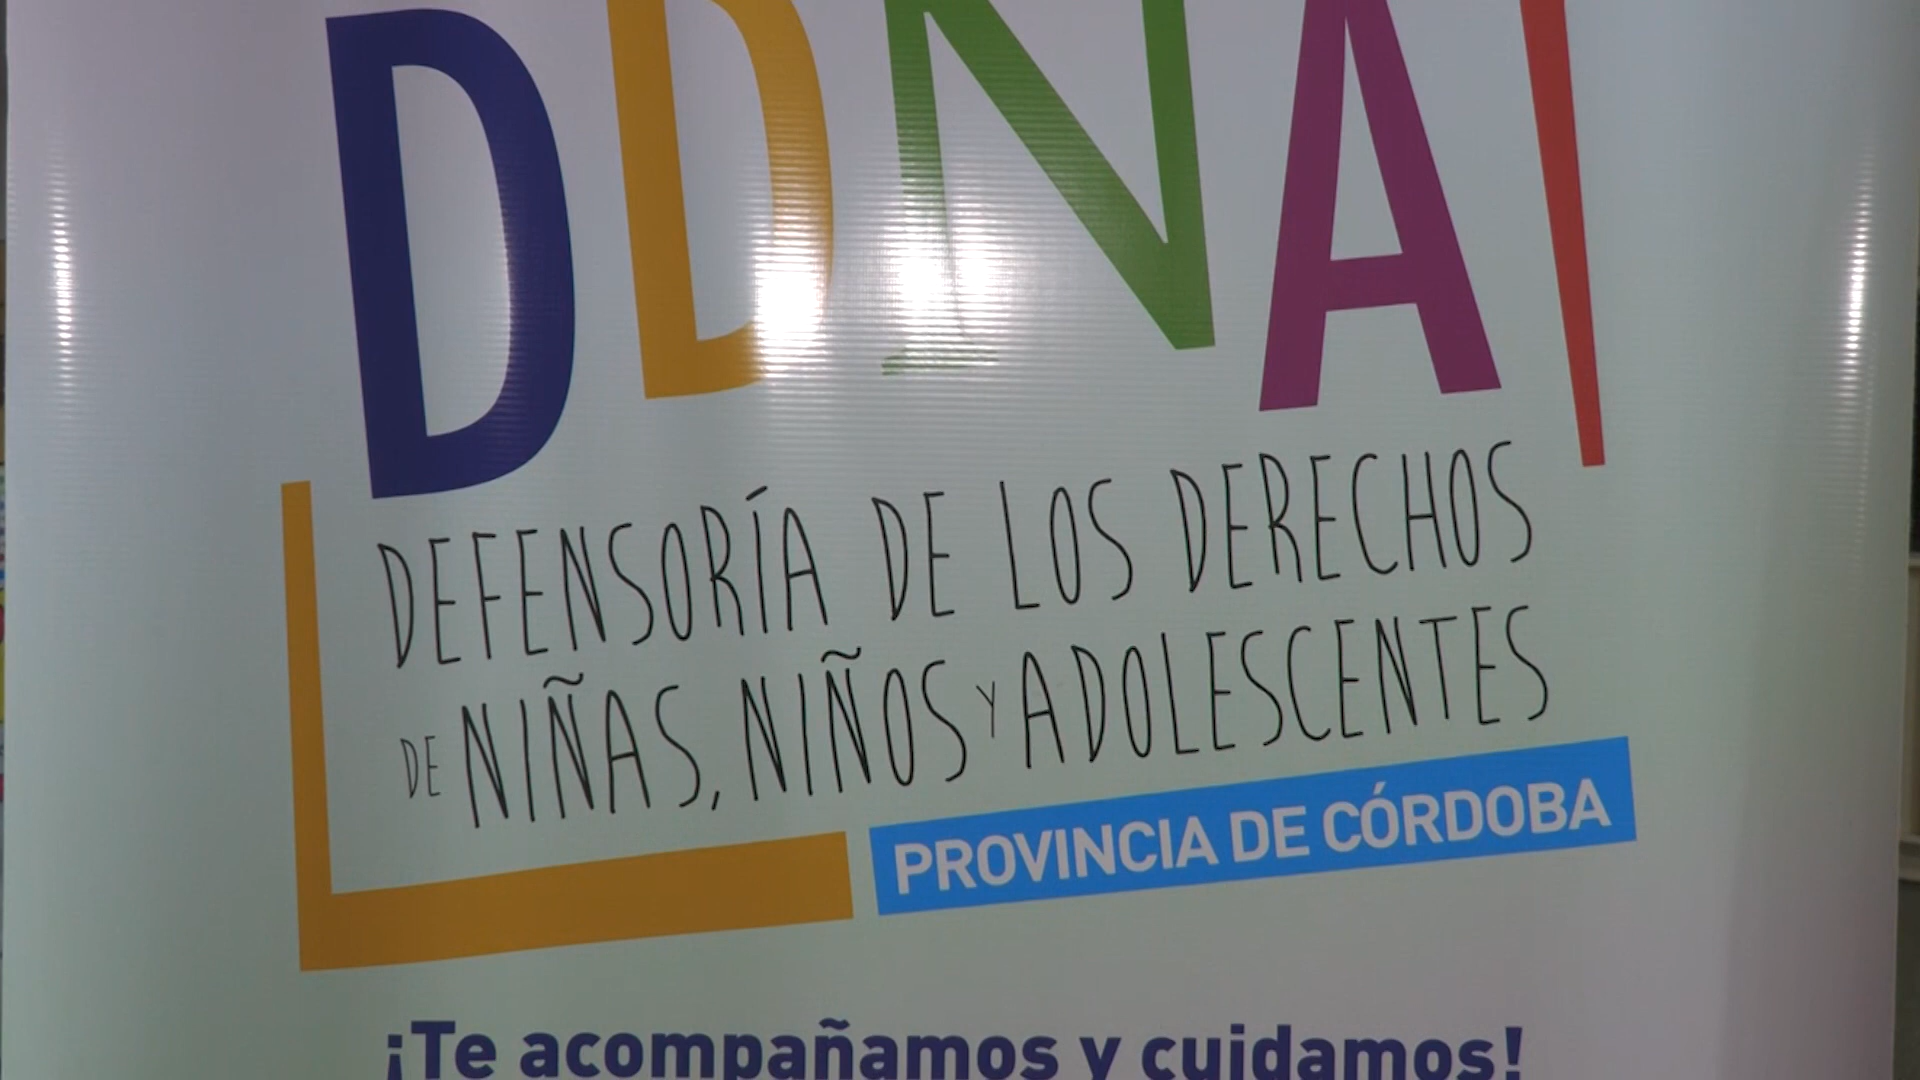 DDNA
DEFENSORÍA DE LOS DERECHOS
DE NIÑAS, NIÑOS Y ADOLESCENTES
PROVINCIA DE CÓRDOBA
¡Te acompañamos y cuidamos!